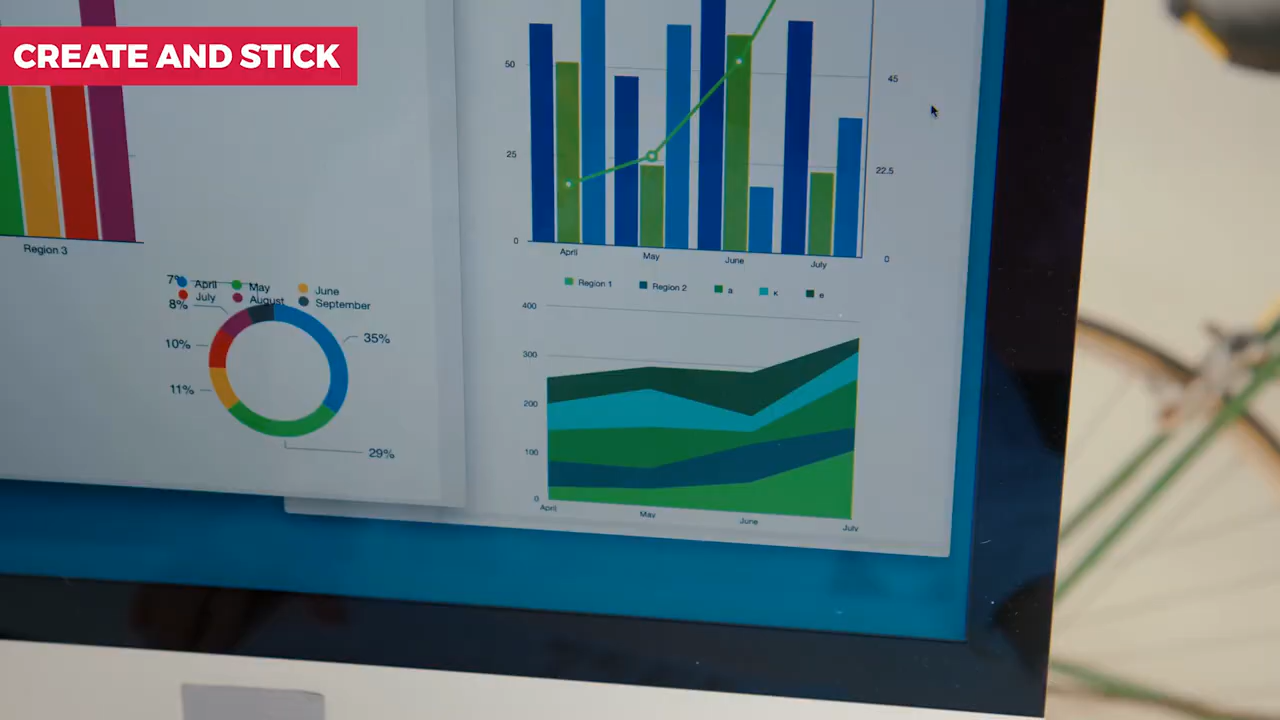 CREATE AND STICK
Region 3
7%
April
May
June
July
August
September
8%
35%
10%
11%
29%
50
25
0
45
22.5
0
April
May
June
July
Region 1
Region 2
a
к
e
400
300
200
100
0
April
May
June
July